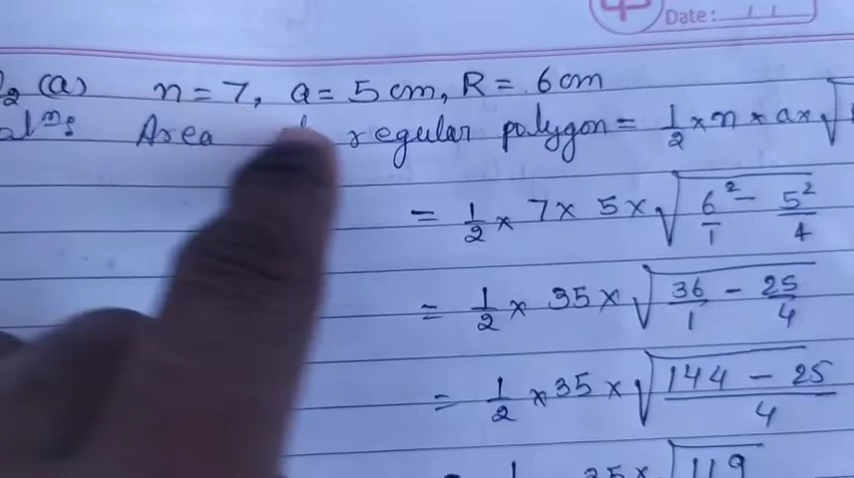 Date:
(a) n = 7, a = 5 cm, R = 6 cm
Area regular polygon = 1/2 × n × a × √
= 1/2 × 7 × 5 × √(6²/1 - 5²/4)
= 1/2 × 35 × √(36/1 - 25/4)
= 1/2 × 35 × √((144 - 25)/4)
= 1 35 × √119